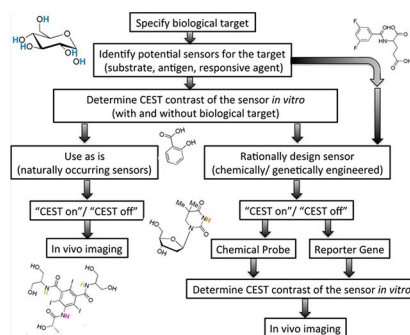 Specify biological target
Identify potential sensors for the target
(substrate, antigen, responsive agent)
Determine CEST contrast of the sensor in vitro
(with and without biological target)
Use as is
(naturally occurring sensors)
Rationally design sensor
(chemically/ genetically engineered)
"CEST on"/ "CEST off"
"CEST on"/ "CEST off"
In vivo imaging
Chemical Probe
Reporter Gene
Determine CEST contrast of the sensor in vitro
In vivo imaging